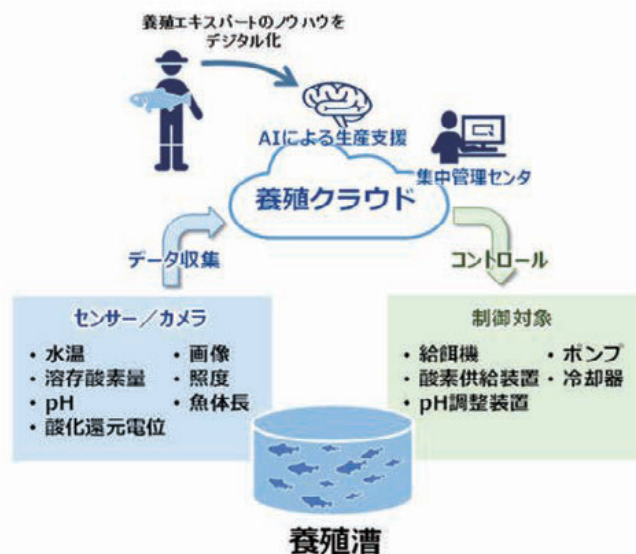 養殖エキスパートのノウハウを
デジタル化
AIによる生産支援
集中管理センタ
養殖クラウド
データ収集
コントロール
センサー／カメラ
・水温
・溶存酸素量
・pH
・酸化還元電位
・画像
・照度
・魚体長
制御対象
・給餌機
・酸素供給装置
・pH調整装置
・ポンプ
・冷却器
養殖漕